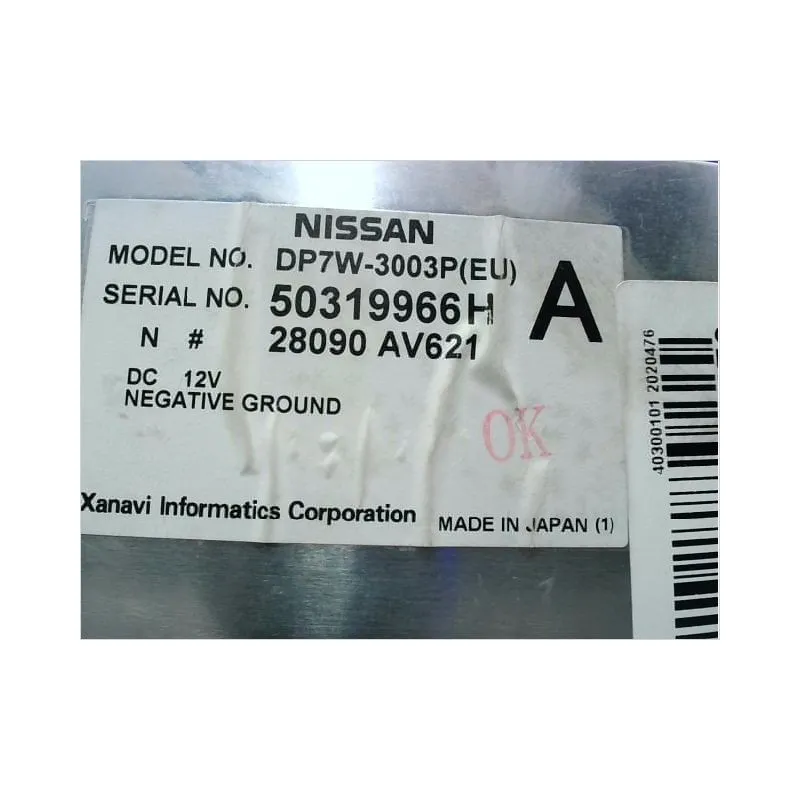 NISSAN
MODEL NO. DP7W-3003P(EU)
SERIAL NO. 50319966H
A
N # 28090 AV621
DC 12V
NEGATIVE GROUND
OK
Xanavi Informatics Corporation
MADE IN JAPAN (1)
40300101 2020476